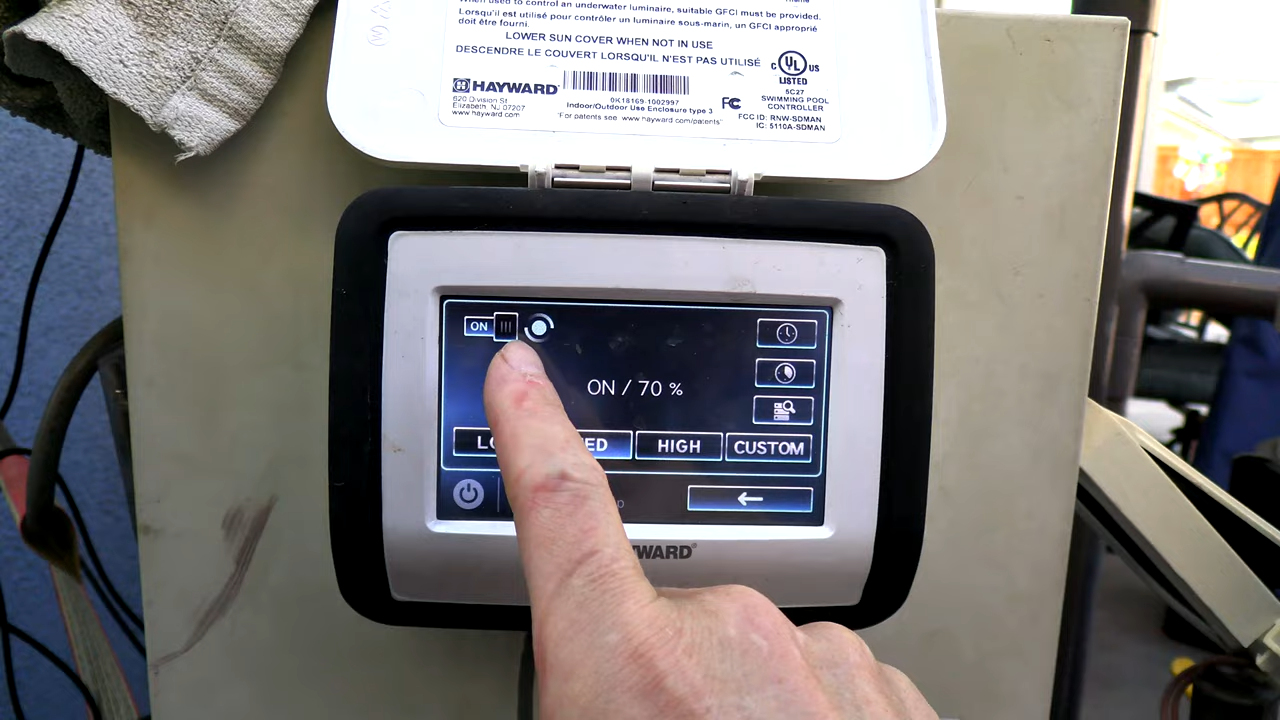 When used to control an underwater luminaire, suitable GFCI must be provided.
Lorsqu'il est utilisé pour contrôler un luminaire sous-marin, un GFCI approprié
doit être fourni.
LOWER SUN COVER WHEN NOT IN USE
DESCENDRE LE COUVERT LORSQU'IL N'EST PAS UTILISÉ
HAYWARD
620 Division St
Elizabeth, NJ 07207
www.hayward.com
0K18169-1002997
Indoor/Outdoor Use Enclosure type 3
"For patents see www.hayward.com/patents"
FC
C UL US
LISTED
5C27
SWIMMING POOL
CONTROLLER
FCC ID: RNW-SDMAN
IC: 5110A-SDMAN
ON
ON / 70 %
HIGH
CUSTOM